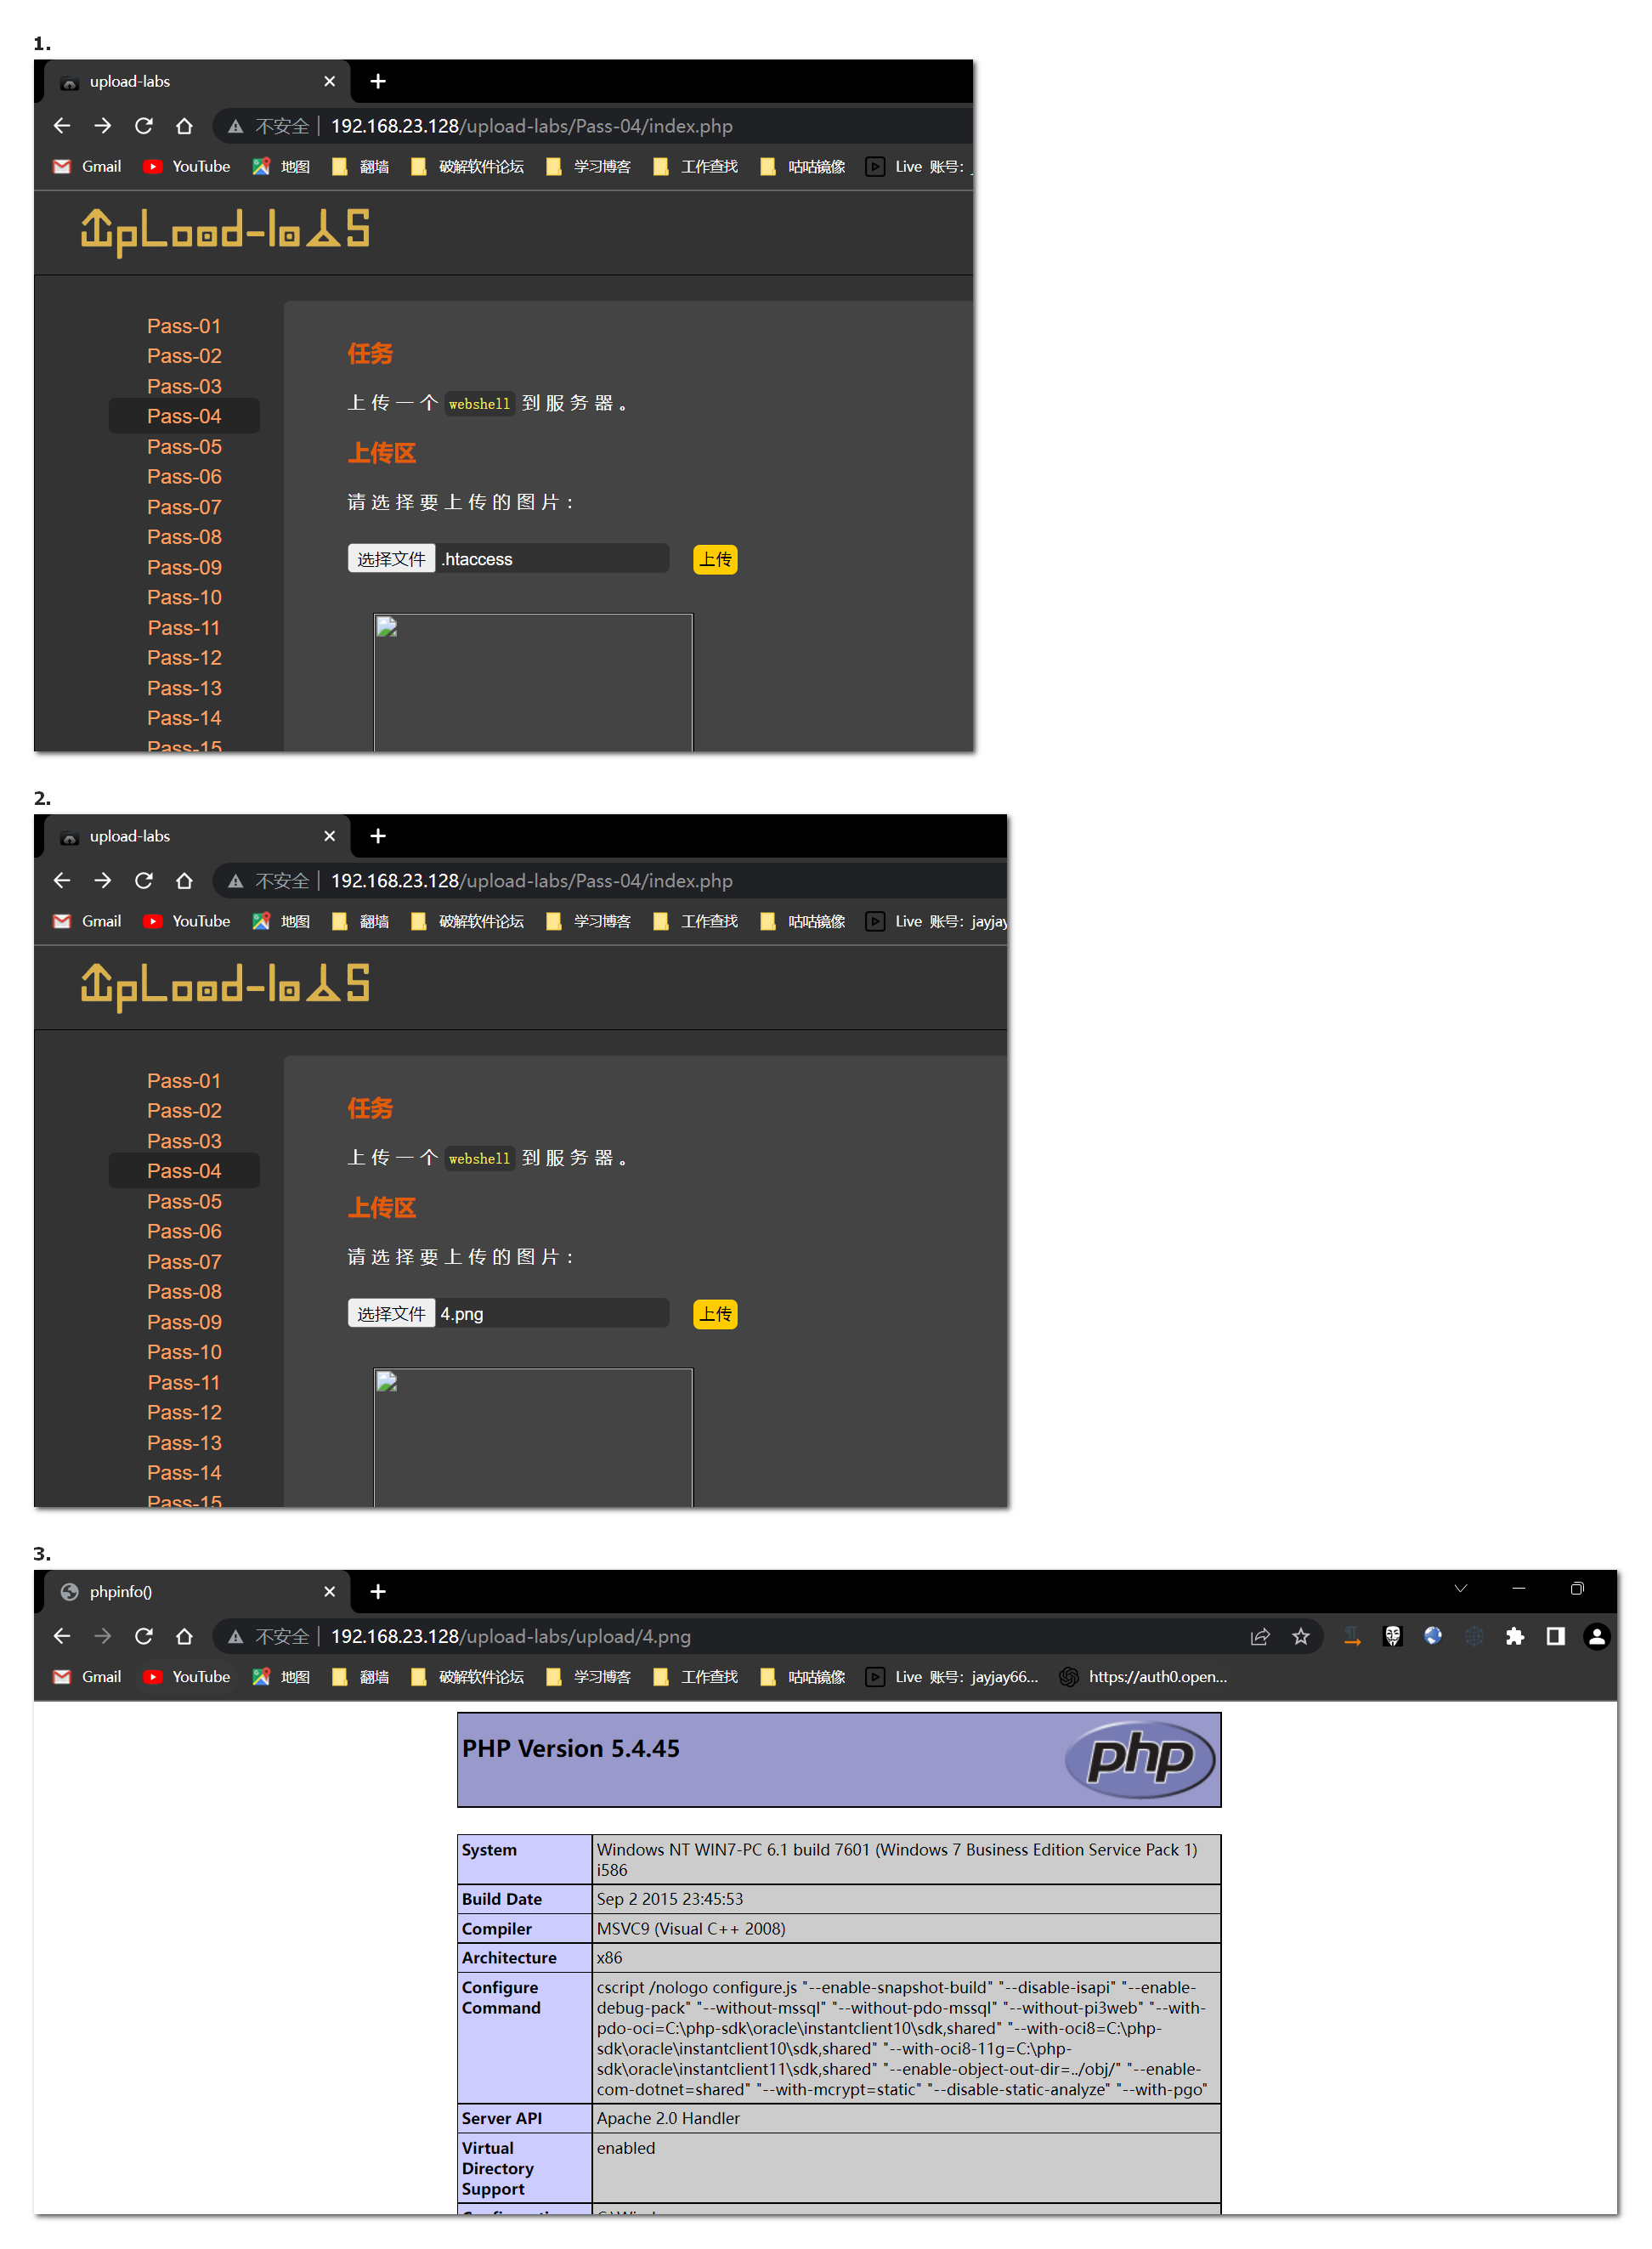 1.
upload-labs
不安全 192.168.23.128/upload-labs/Pass-04/index.php
Gmail YouTube 地图 翻墙 破解软件论坛 学习博客 工作查找 咕咕镜像 Live 账号:
upLoad-labs
Pass-01
Pass-02
Pass-03
Pass-04
Pass-05
Pass-06
Pass-07
Pass-08
Pass-09
Pass-10
Pass-11
Pass-12
Pass-13
Pass-14
Pass-15
任务
上传一个 webshell 到服务器。
上传区
请选择要上传的图片:
选择文件 .htaccess 上传
2.
upload-labs
不安全 192.168.23.128/upload-labs/Pass-04/index.php
Gmail YouTube 地图 翻墙 破解软件论坛 学习博客 工作查找 咕咕镜像 Live 账号: jayjay
upLoad-labs
Pass-01
Pass-02
Pass-03
Pass-04
Pass-05
Pass-06
Pass-07
Pass-08
Pass-09
Pass-10
Pass-11
Pass-12
Pass-13
Pass-14
Pass-15
任务
上传一个 webshell 到服务器。
上传区
请选择要上传的图片:
选择文件 4.png 上传
3.
phpinfo()
不安全 192.168.23.128/upload-labs/upload/4.png
Gmail YouTube 地图 翻墙 破解软件论坛 学习博客 工作查找 咕咕镜像 Live 账号: jayjay66... https://auth0.open...
PHP Version 5.4.45
php
System Windows NT WIN7-PC 6.1 build 7601 (Windows 7 Business Edition Service Pack 1)
i586
Build Date Sep 2 2015 23:45:53
Compiler MSVC9 (Visual C++ 2008)
Architecture x86
Configure cscript /nologo configure.js "--enable-snapshot-build" "--disable-isapi" "--enable-
Command debug-pack" "--without-mssql" "--without-pdo-mssql" "--without-pi3web" "--with-
pdo-oci=C:\php-sdk\oracle\instantclient10\sdk,shared" "--with-oci8=C:\php-
sdk\oracle\instantclient10\sdk,shared" "--with-oci8-11g=C:\php-
sdk\oracle\instantclient11\sdk,shared" "--enable-object-out-dir=../obj/" "--enable-
com-dotnet=shared" "--with-mcrypt=static" "--disable-static-analyze" "--with-pgo"
Server API Apache 2.0 Handler
Virtual enabled
Directory
Support